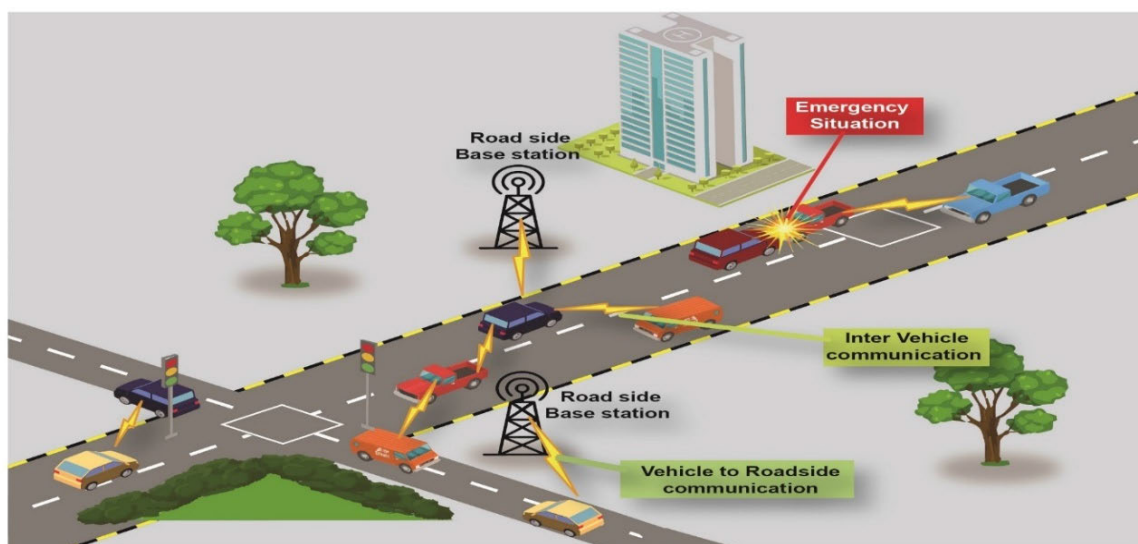 Emergency
Situation
Road side
Base station
H
Inter Vehicle
communication
Road side
Base station
Vehicle to Roadside
communication